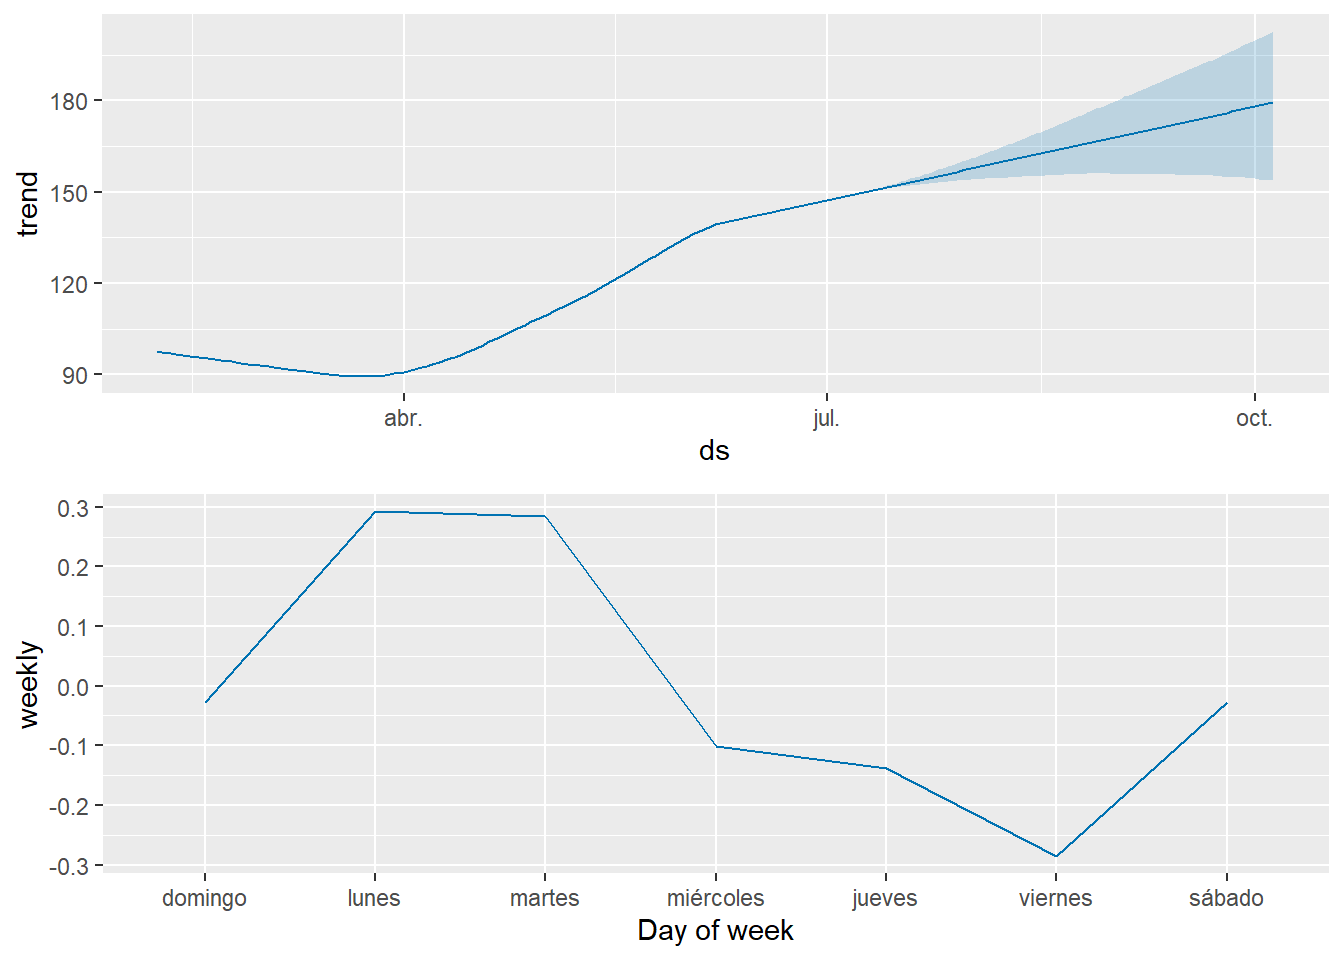 trend
180
150
120
90
abr.
jul.
oct.
ds
weekly
0.3
0.2
0.1
0.0
-0.1
-0.2
-0.3
domingo
lunes
martes
miércoles
jueves
viernes
sábado
Day of week